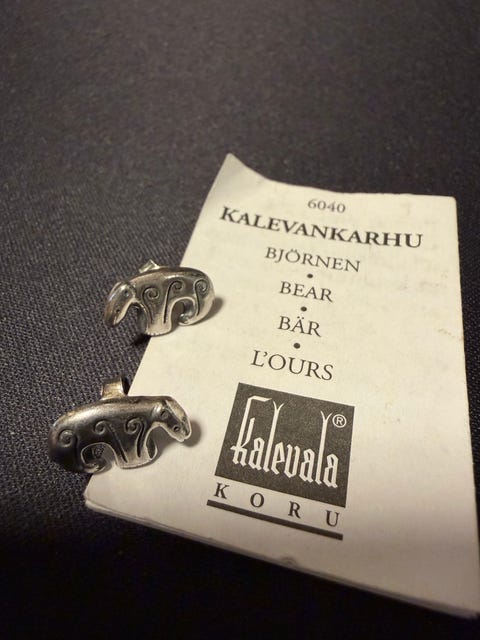 6040
KALEVANKARHU
BJÖRNEN
•
BEAR
•
BÄR
•
L'OURS
Kalevala®
KORU